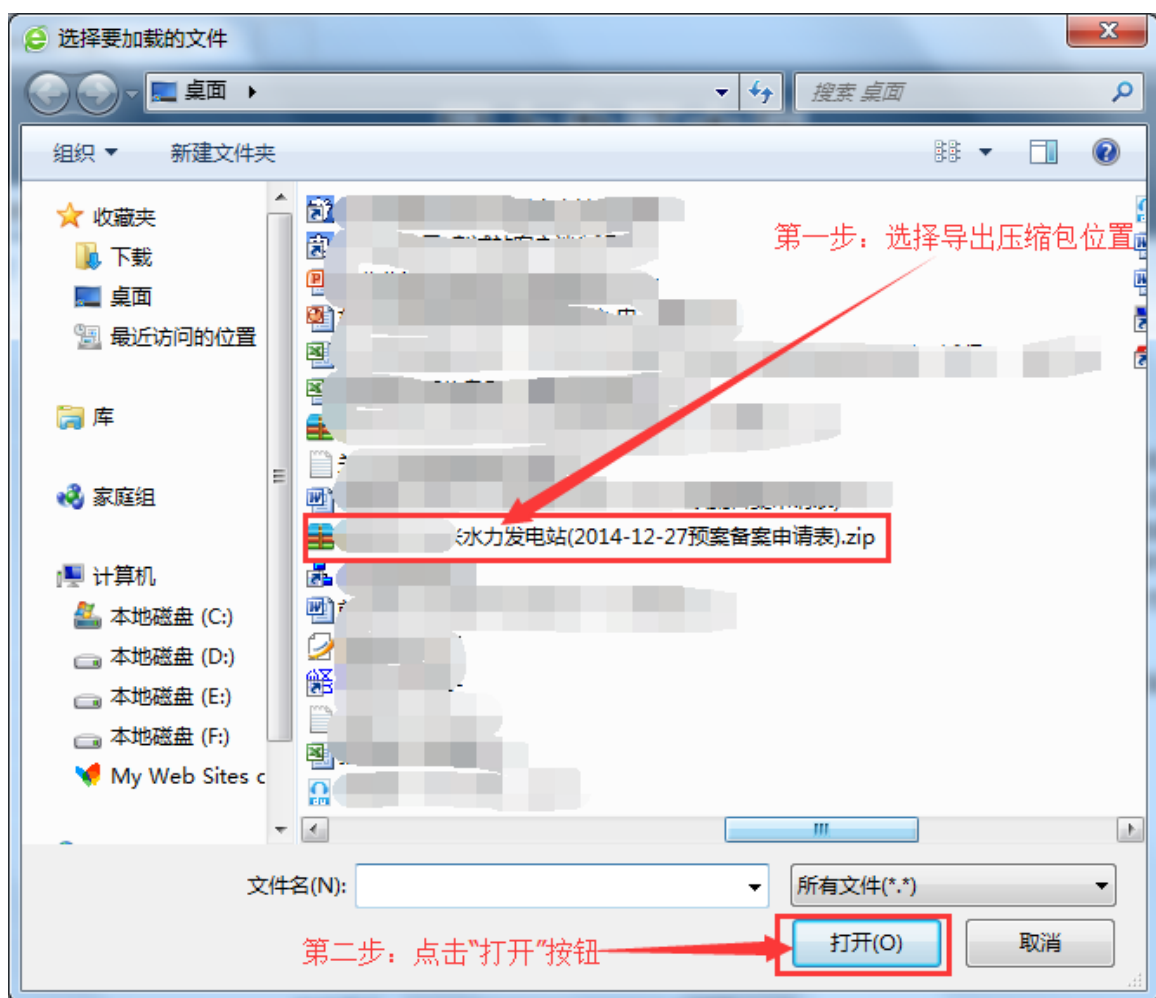 选择要加载的文件
桌面
搜索 桌面
组织
新建文件夹
收藏夹
下载
桌面
最近访问的位置
库
家庭组
计算机
本地磁盘 (C:)
本地磁盘 (D:)
本地磁盘 (E:)
本地磁盘 (F:)
My Web Sites c
第一步：选择导出压缩包位置
水力发电站(2014-12-27预案备案申请表).zip
文件名(N):
所有文件(*.*)
第二步：点击“打开”按钮
打开(O)
取消